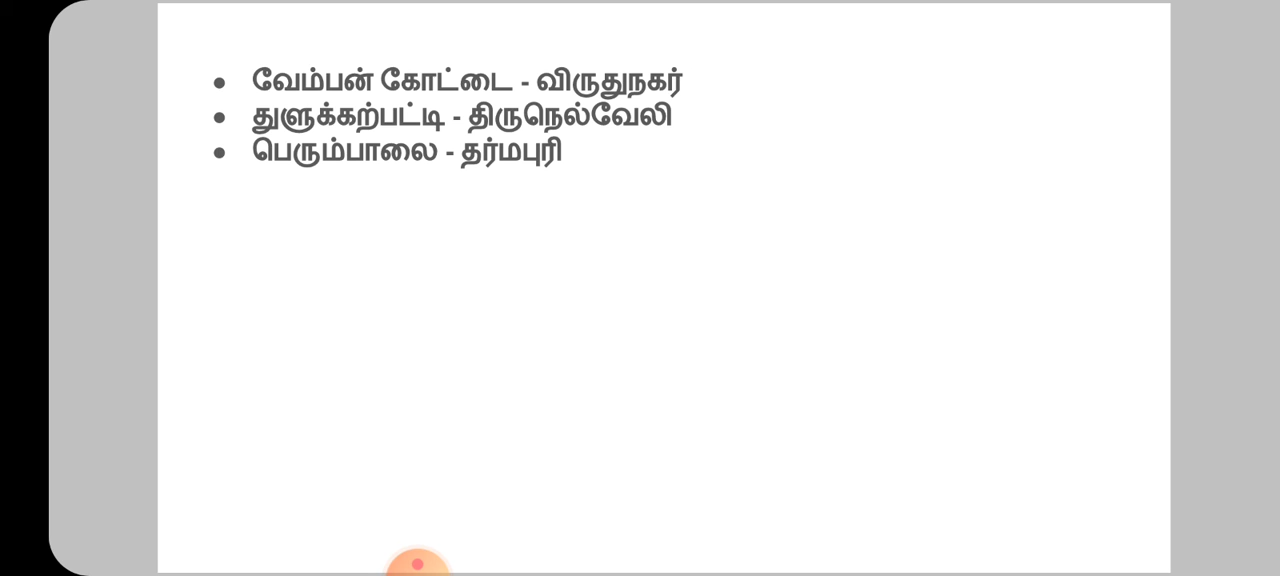 • வேம்பன் கோட்டை - விருதுநகர்
• துளுக்கற்பட்டி - திருநெல்வேலி
• பெரும்பாலை - தர்மபுரி